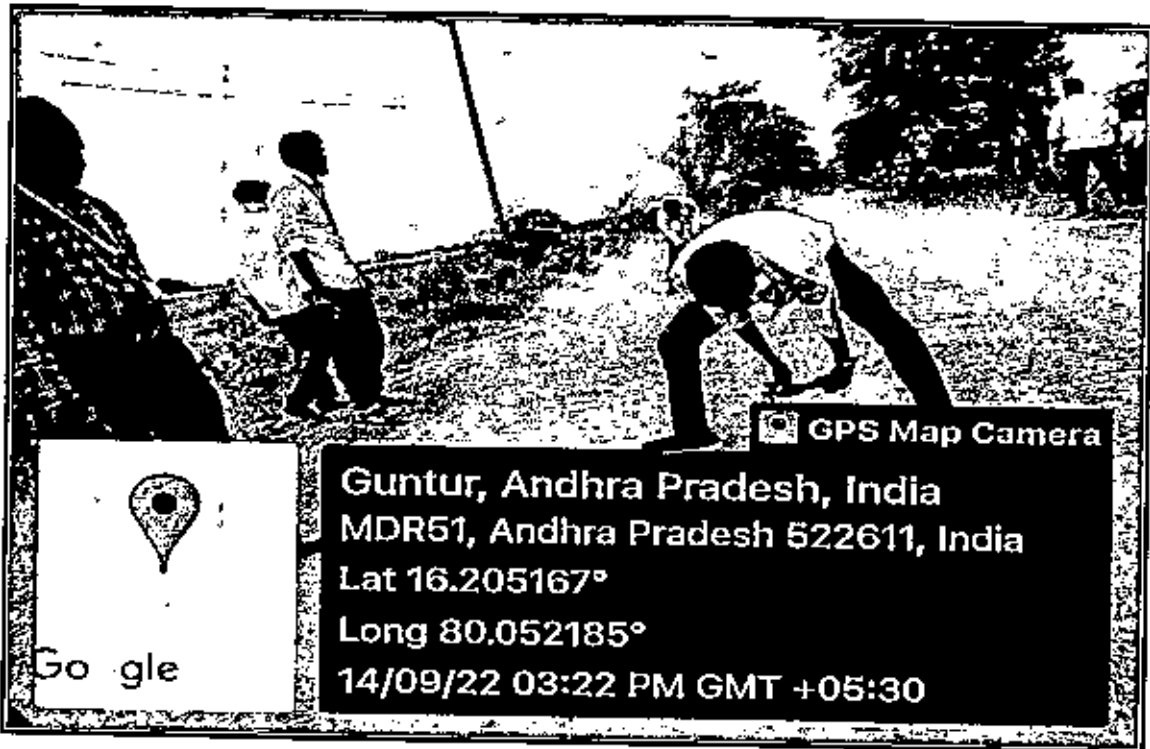 GPS Map Camera
Guntur, Andhra Pradesh, India
MDR51, Andhra Pradesh 522611, India
Lat 16.205167°
Long 80.052185°
14/09/22 03:22 PM GMT +05:30
Go gle